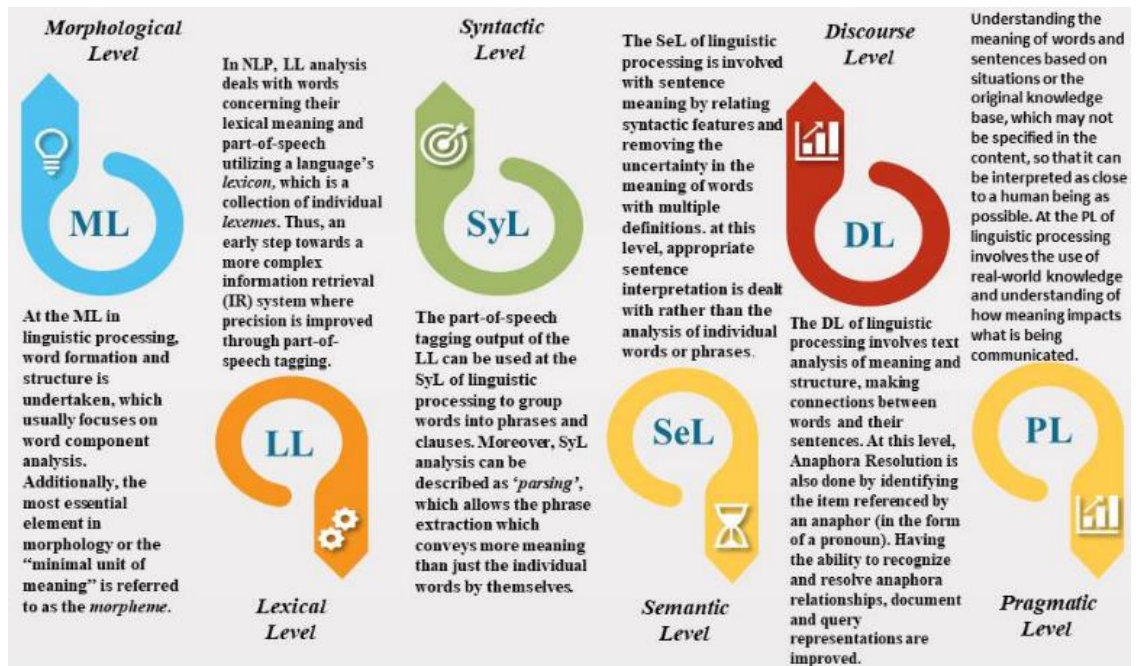 Morphological
Level
ML
At the ML in
linguistic processing,
word formation and
structure is
undertaken, which
usually focuses on
word component
analysis.
Additionally, the
most essential
element in
morphology or the
“minimal unit of
meaning” is referred
to as the morpheme.
In NLP, LL analysis
deals with words
concerning their
lexical meaning and
part-of-speech
utilizing a language’s
lexicon, which is a
collection of individual
lexemes. Thus, an
early step towards a
more complex
information retrieval
(IR) system where
precision is improved
through part-of-
speech tagging.
LL
Lexical
Level
Syntactic
Level
SyL
The part-of-speech
tagging output of the
LL can be used at the
SyL of linguistic
processing to group
words into phrases and
clauses. Moreover, SyL
analysis can be
described as ‘parsing’,
which allows the phrase
extraction which
conveys more meaning
than just the individual
words by themselves.
The SeL of linguistic
processing is involved
with sentence
meaning by relating
syntactic features and
removing the
uncertainty in the
meaning of words
with multiple
definitions. at this
level, appropriate
sentence
interpretation is dealt
with rather than the
analysis of individual
words or phrases.
SeL
Semantic
Level
Discourse
Level
DL
The DL of linguistic
processing involves text
analysis of meaning and
structure, making
connections between
words and their
sentences. At this level,
Anaphora Resolution is
also done by identifying
the item referenced by
an anaphor (in the form
of a pronoun). Having
the ability to recognize
and resolve anaphora
relationships, document
and query
representations are
improved.
Understanding the
meaning of words and
sentences based on
situations or the
original knowledge
base, which may not
be specified in the
content, so that it can
be interpreted as close
to a human being as
possible. At the PL of
linguistic processing
involves the use of
real-world knowledge
and understanding of
how meaning impacts
what is being
communicated.
PL
Pragmatic
Level